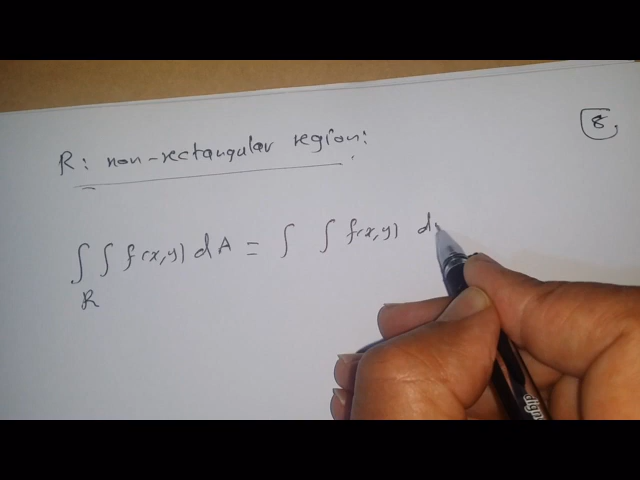 8.
R: non-rectangular region:
∫∫ f(x,y) dA = ∫ ∫ f(x,y) d
R